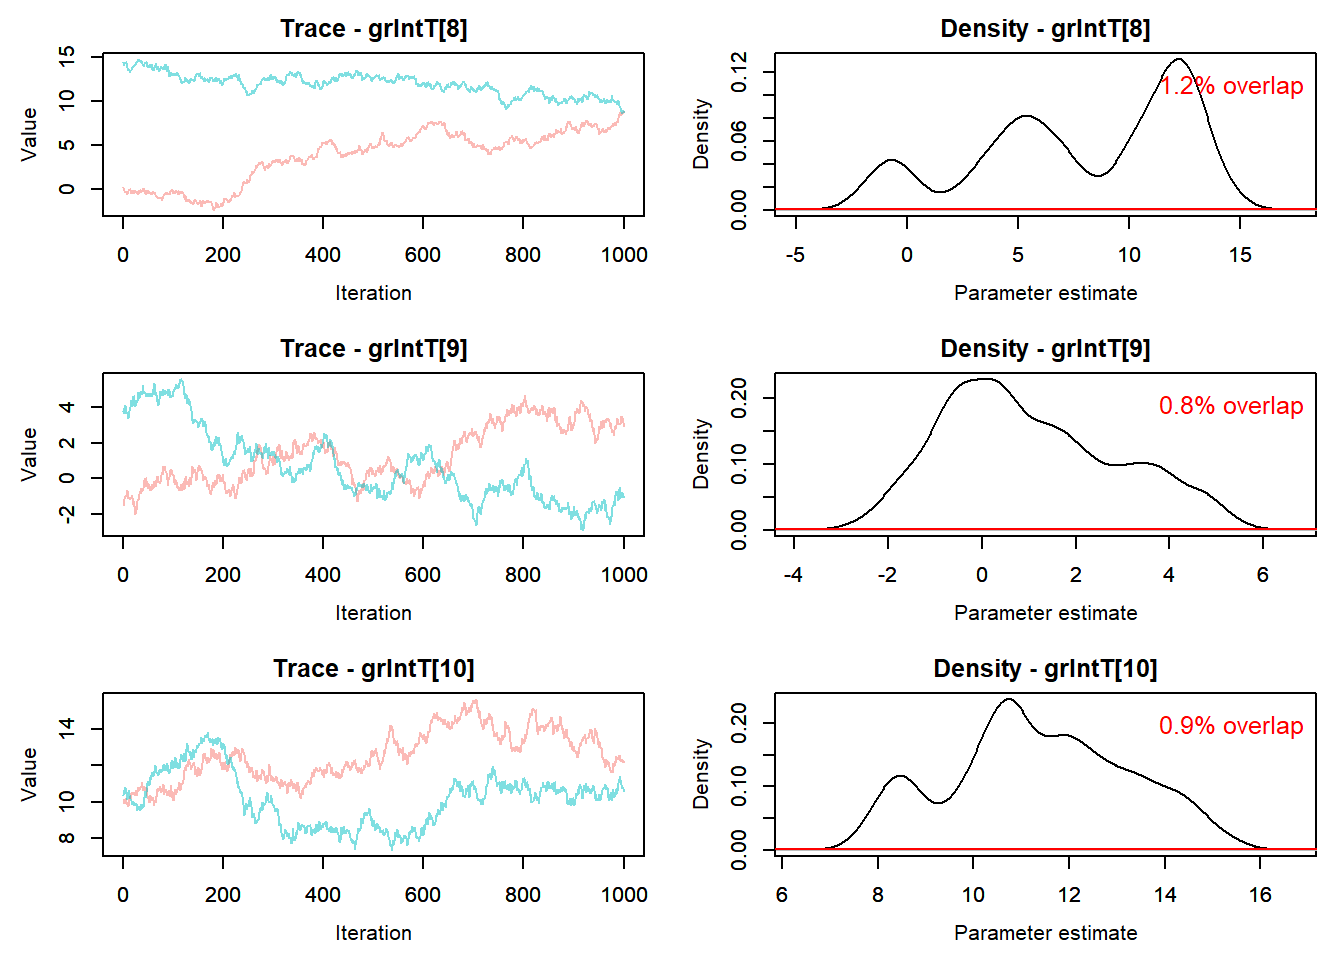 Trace - grIntT[8]
Value
15
10
5
0
0 200 400 600 800 1000
Iteration
Density - grIntT[8]
1.2% overlap
Density
0.12
0.06
0.00
-5 0 5 10 15
Parameter estimate
Trace - grIntT[9]
Value
4
2
0
-2
0 200 400 600 800 1000
Iteration
Density - grIntT[9]
0.8% overlap
Density
0.20
0.10
0.00
-4 -2 0 2 4 6
Parameter estimate
Trace - grIntT[10]
Value
14
10
8
0 200 400 600 800 1000
Iteration
Density - grIntT[10]
0.9% overlap
Density
0.20
0.10
0.00
6 8 10 12 14 16
Parameter estimate